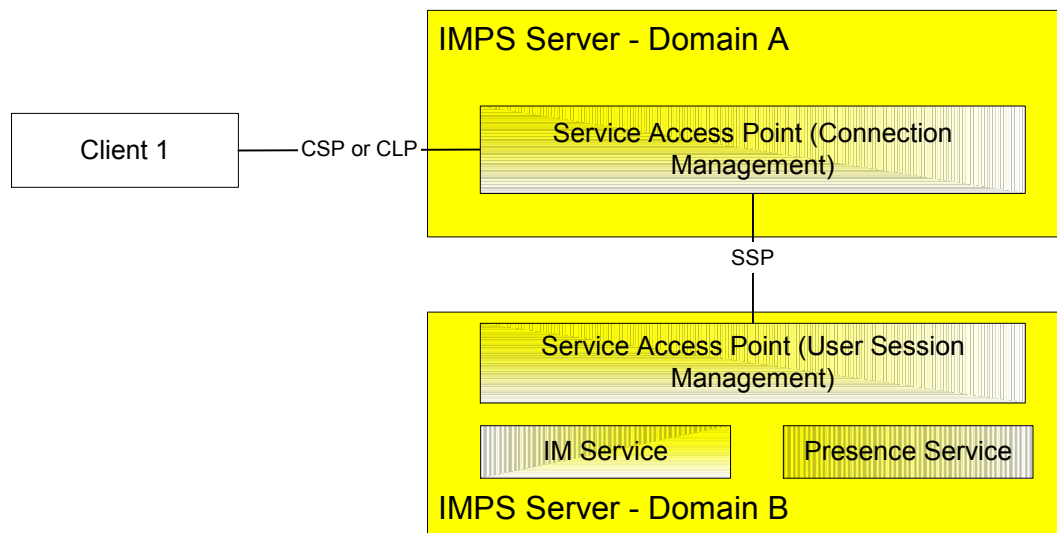 IMPS Server - Domain A
Client 1
CSP or CLP
Service Access Point (Connection
Management)
SSP
Service Access Point (User Session
Management)
IM Service
Presence Service
IMPS Server - Domain B